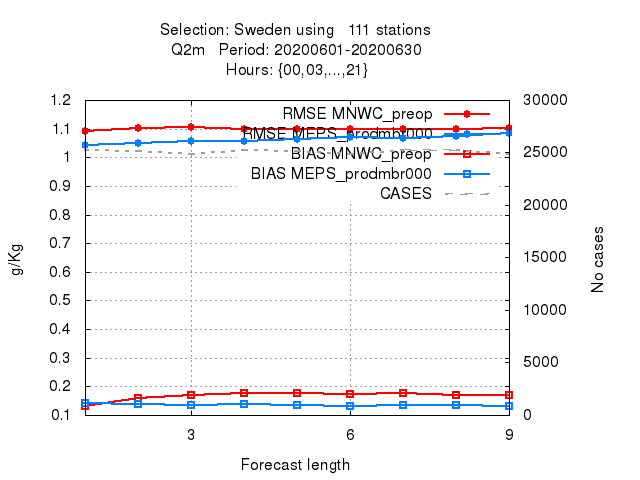 Selection: Sweden using   111 stations
Q2m   Period: 20200601-20200630
Hours: {00,03,...,21}
1.2
1.1
1
0.9
0.8
0.7
0.6
0.5
0.4
0.3
0.2
0.1
g/Kg
RMSE MNWC_preop
RMSE MEPS_prodmbr000
BIAS MNWC_preop
BIAS MEPS_prodmbr000
CASES
30000
25000
20000
15000
10000
5000
0
No cases
3
6
9
Forecast length